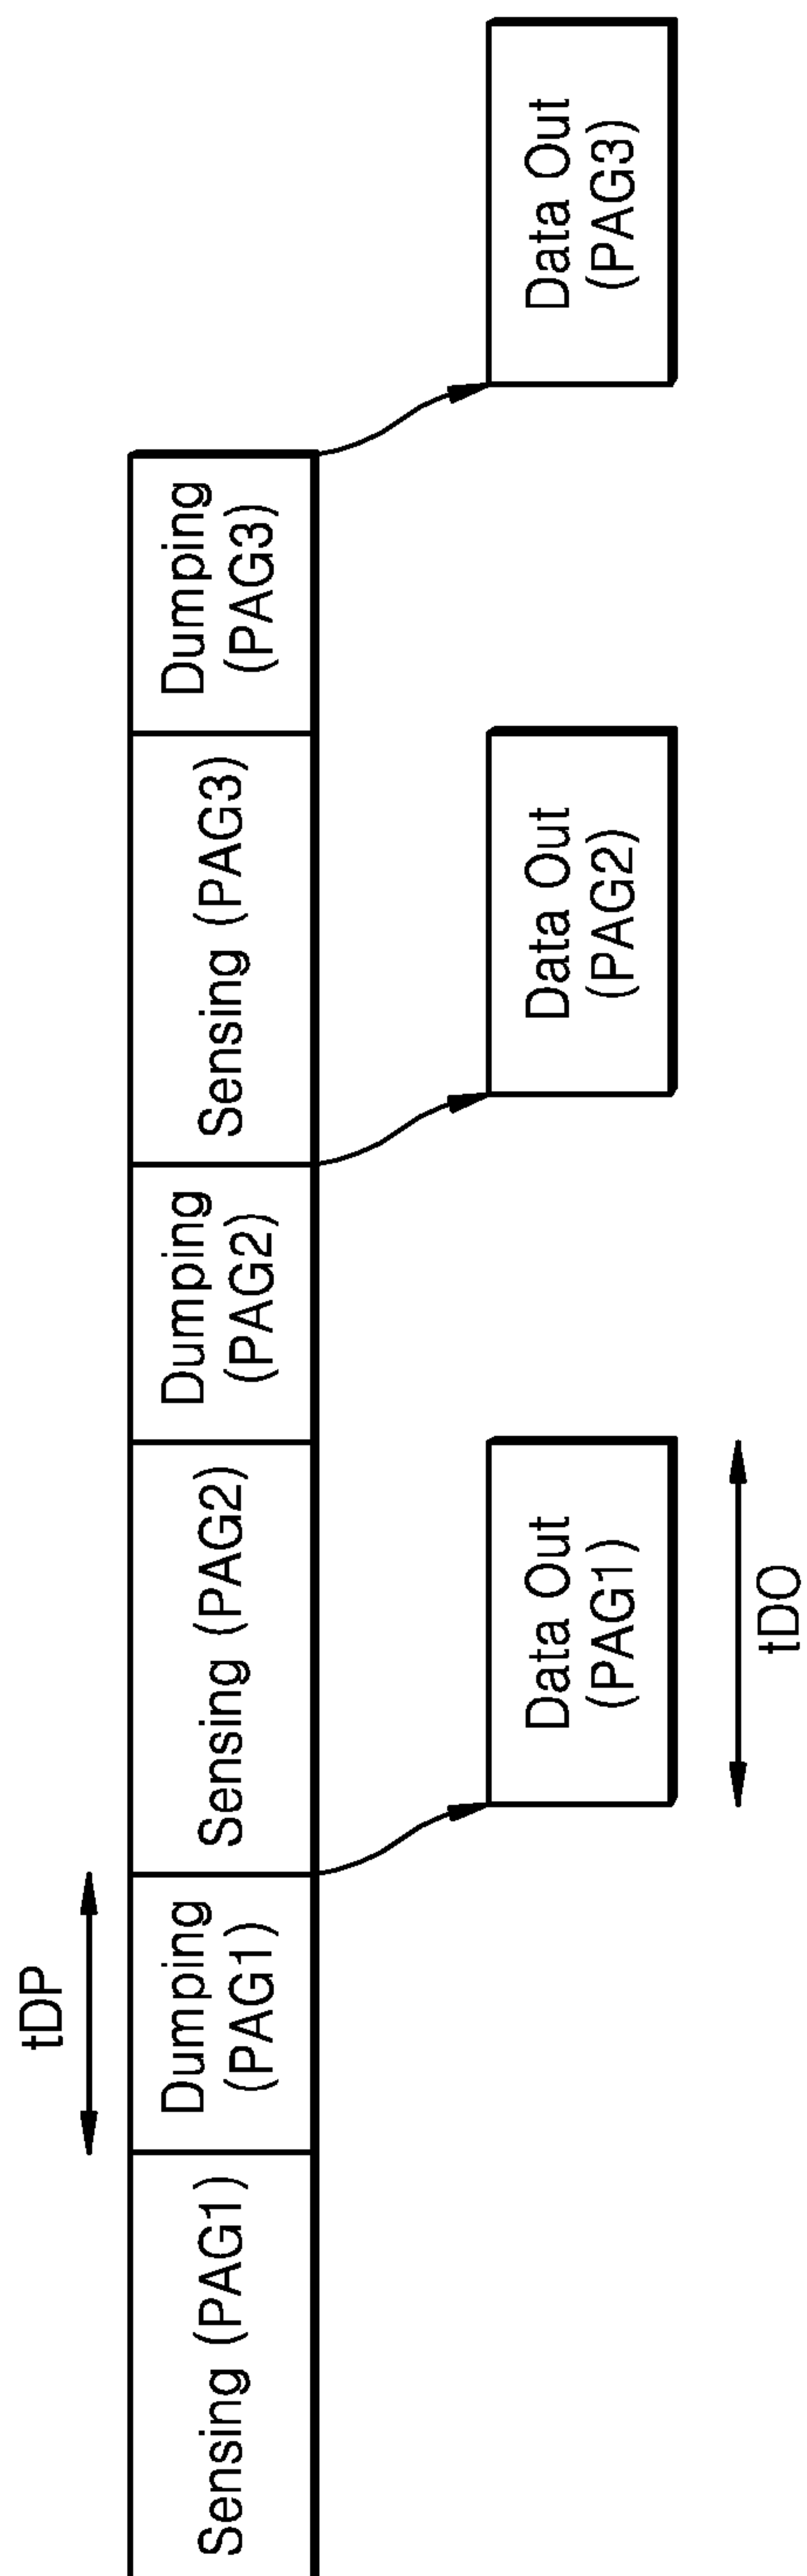 tDP
Sensing (PAG1)
Dumping
(PAG1)
Sensing (PAG2)
Dumping
(PAG2)
Sensing (PAG3)
Dumping
(PAG3)
Data Out
(PAG1)
Data Out
(PAG2)
Data Out
(PAG3)
tDO